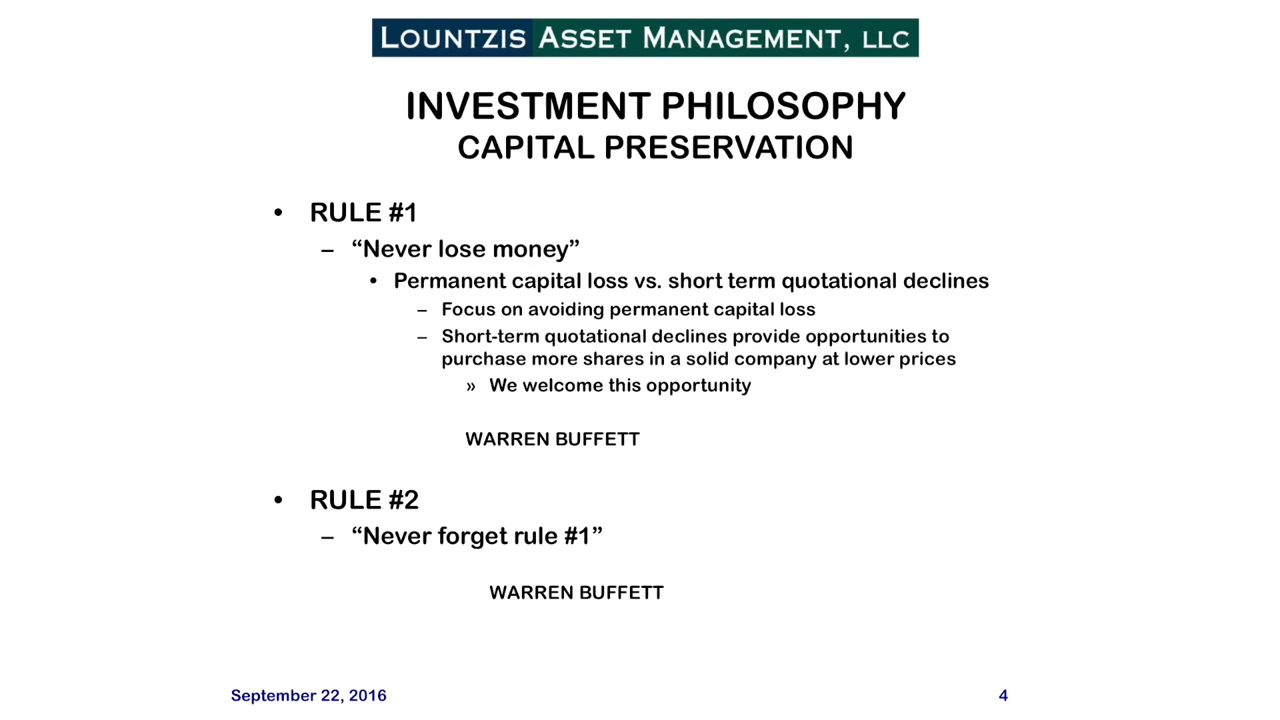 LOUNTZIS ASSET MANAGEMENT, LLC
INVESTMENT PHILOSOPHY
CAPITAL PRESERVATION
• RULE #1
– “Never lose money”
• Permanent capital loss vs. short term quotational declines
– Focus on avoiding permanent capital loss
– Short-term quotational declines provide opportunities to
purchase more shares in a solid company at lower prices
» We welcome this opportunity
WARREN BUFFETT
• RULE #2
– “Never forget rule #1”
WARREN BUFFETT
September 22, 2016
4